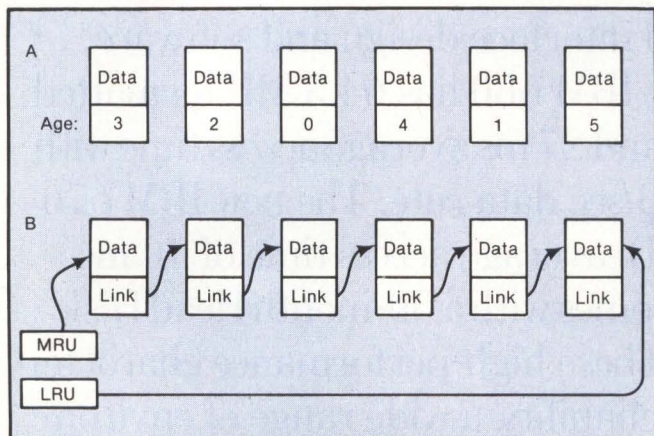 A
Data Data Data Data Data Data
Age: 3 2 0 4 1 5
B
Data Data Data Data Data Data
Link Link Link Link Link Link
MRU
LRU